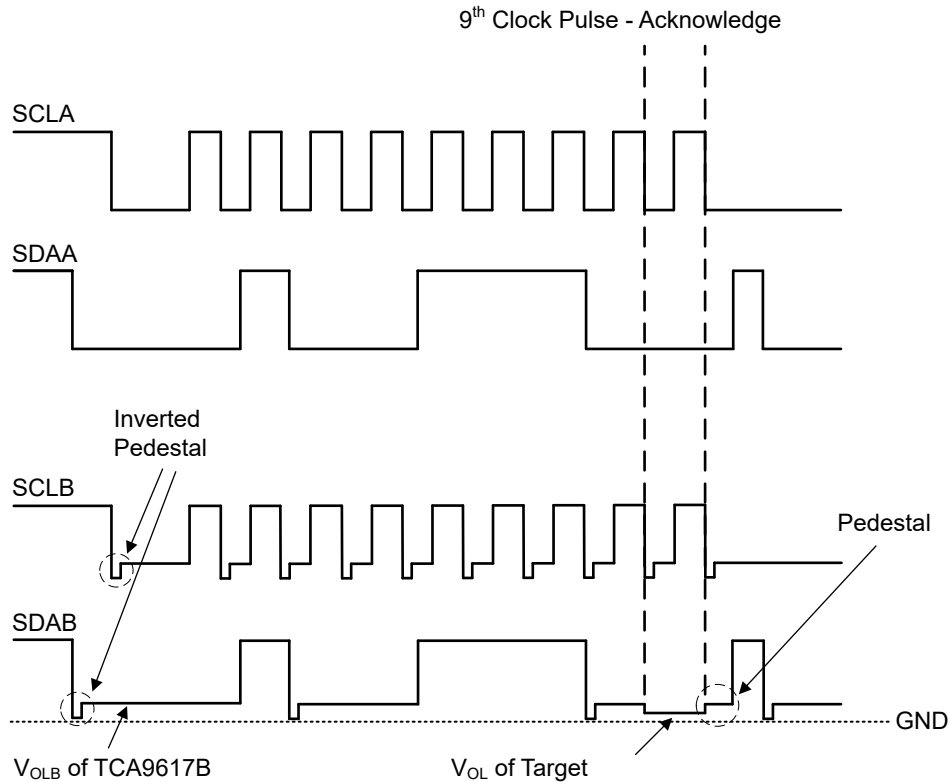 9th Clock Pulse - Acknowledge
SCLA
SDAA
Inverted
Pedestal
SCLB
Pedestal
SDAB
GND
VOLB of TCA9617B
VOL of Target